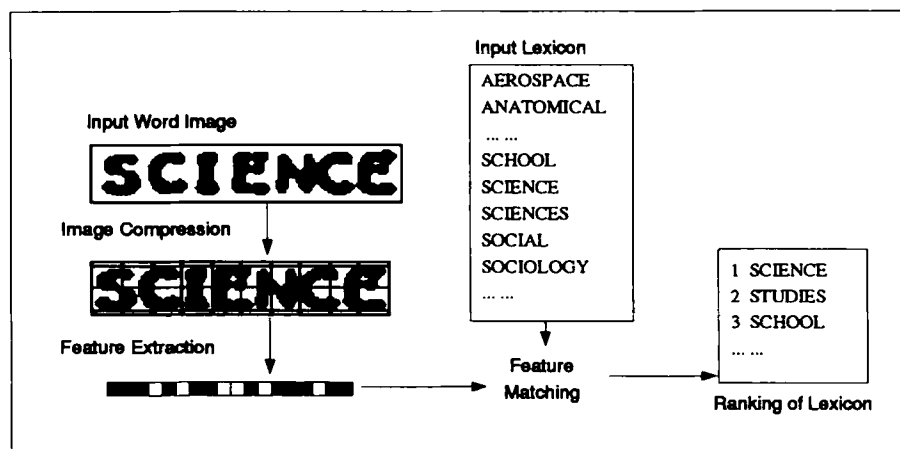 Input Word Image
SCIENCE
Image Compression
SCIENCE
Feature Extraction
Input Lexicon
AEROSPACE
ANATOMICAL
... ...
SCHOOL
SCIENCE
SCIENCES
SOCIAL
SOCIOLOGY
... ...
Feature
Matching
1 SCIENCE
2 STUDIES
3 SCHOOL
... ...
Ranking of Lexicon